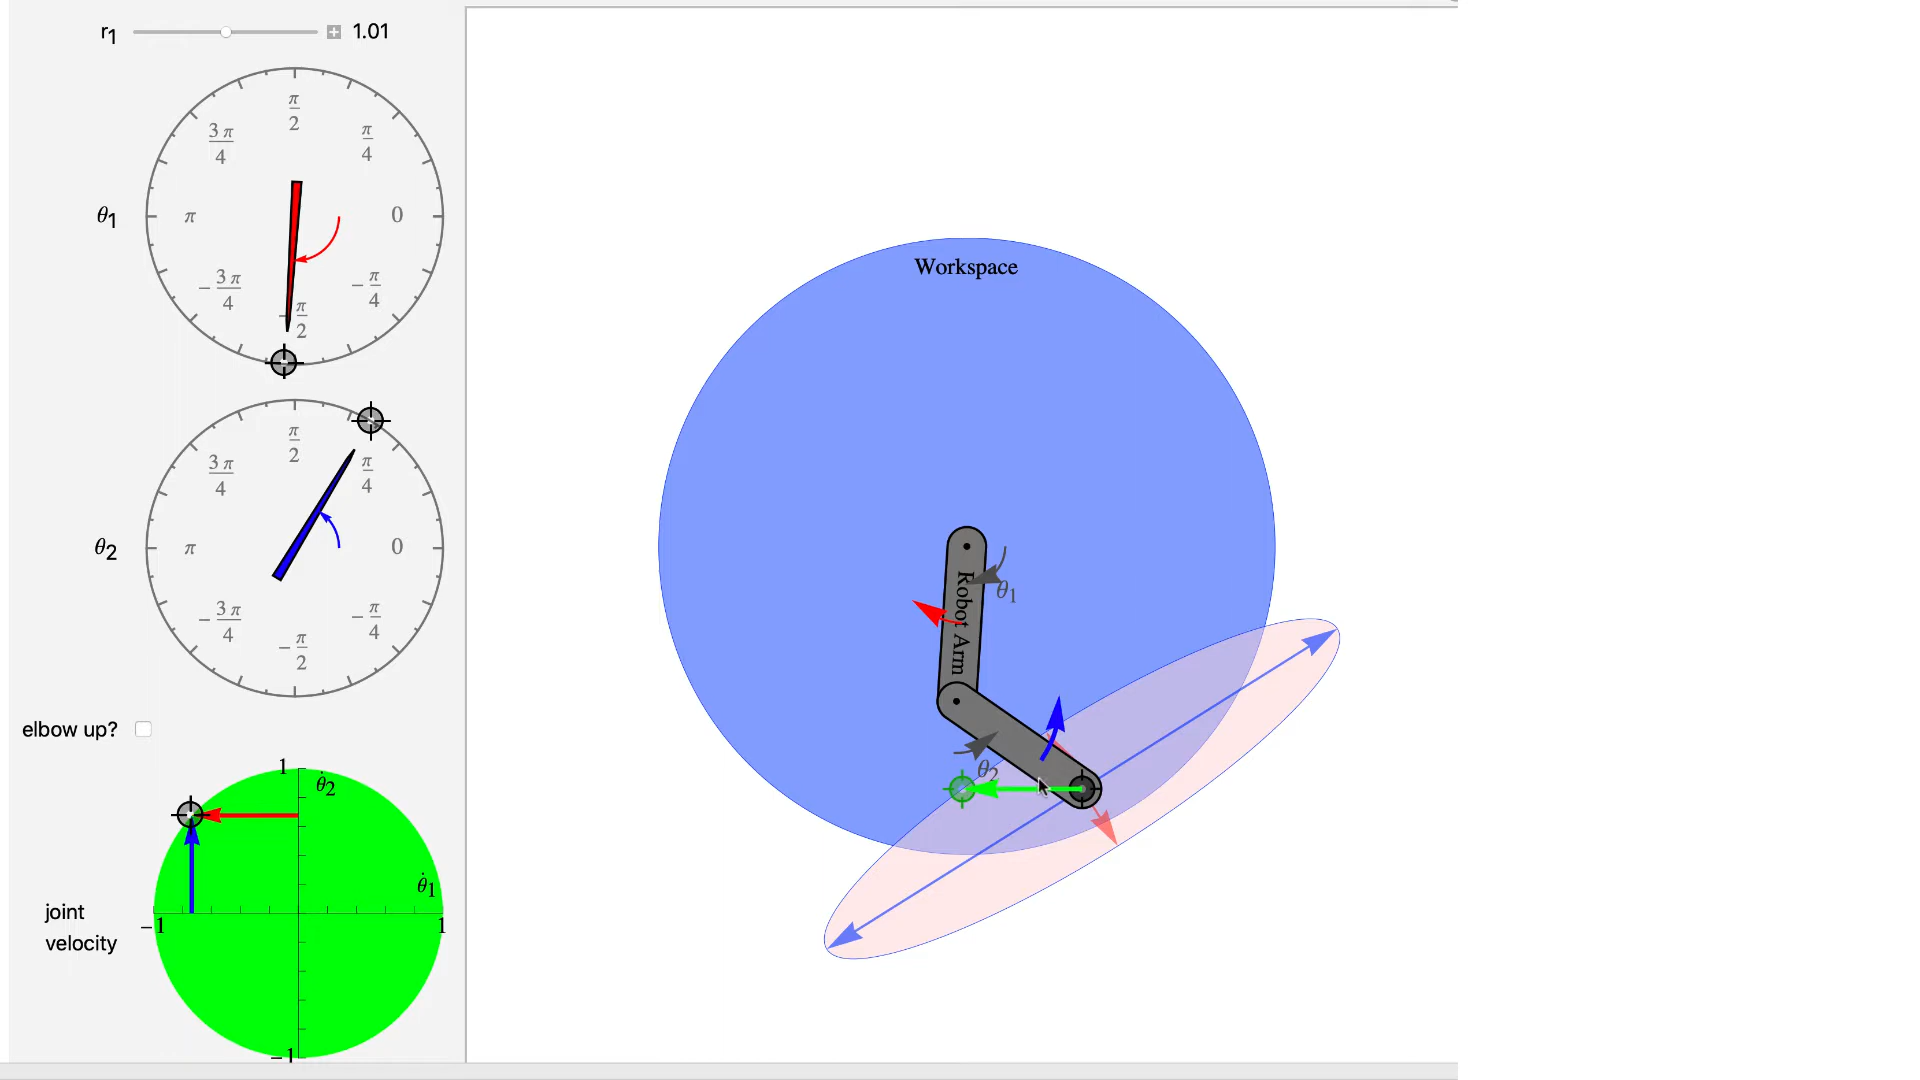 r1 1.01
π/2
3π/4 π/4
θ1 π 0
−3π/4 −π/4
−π/2
π/2
3π/4 π/4
θ2 π 0
−3π/4 −π/4
−π/2
elbow up?
1 θ̇2
θ̇1
joint
velocity
−1 1
−1
Workspace
θ1
Robot Arm
θ2